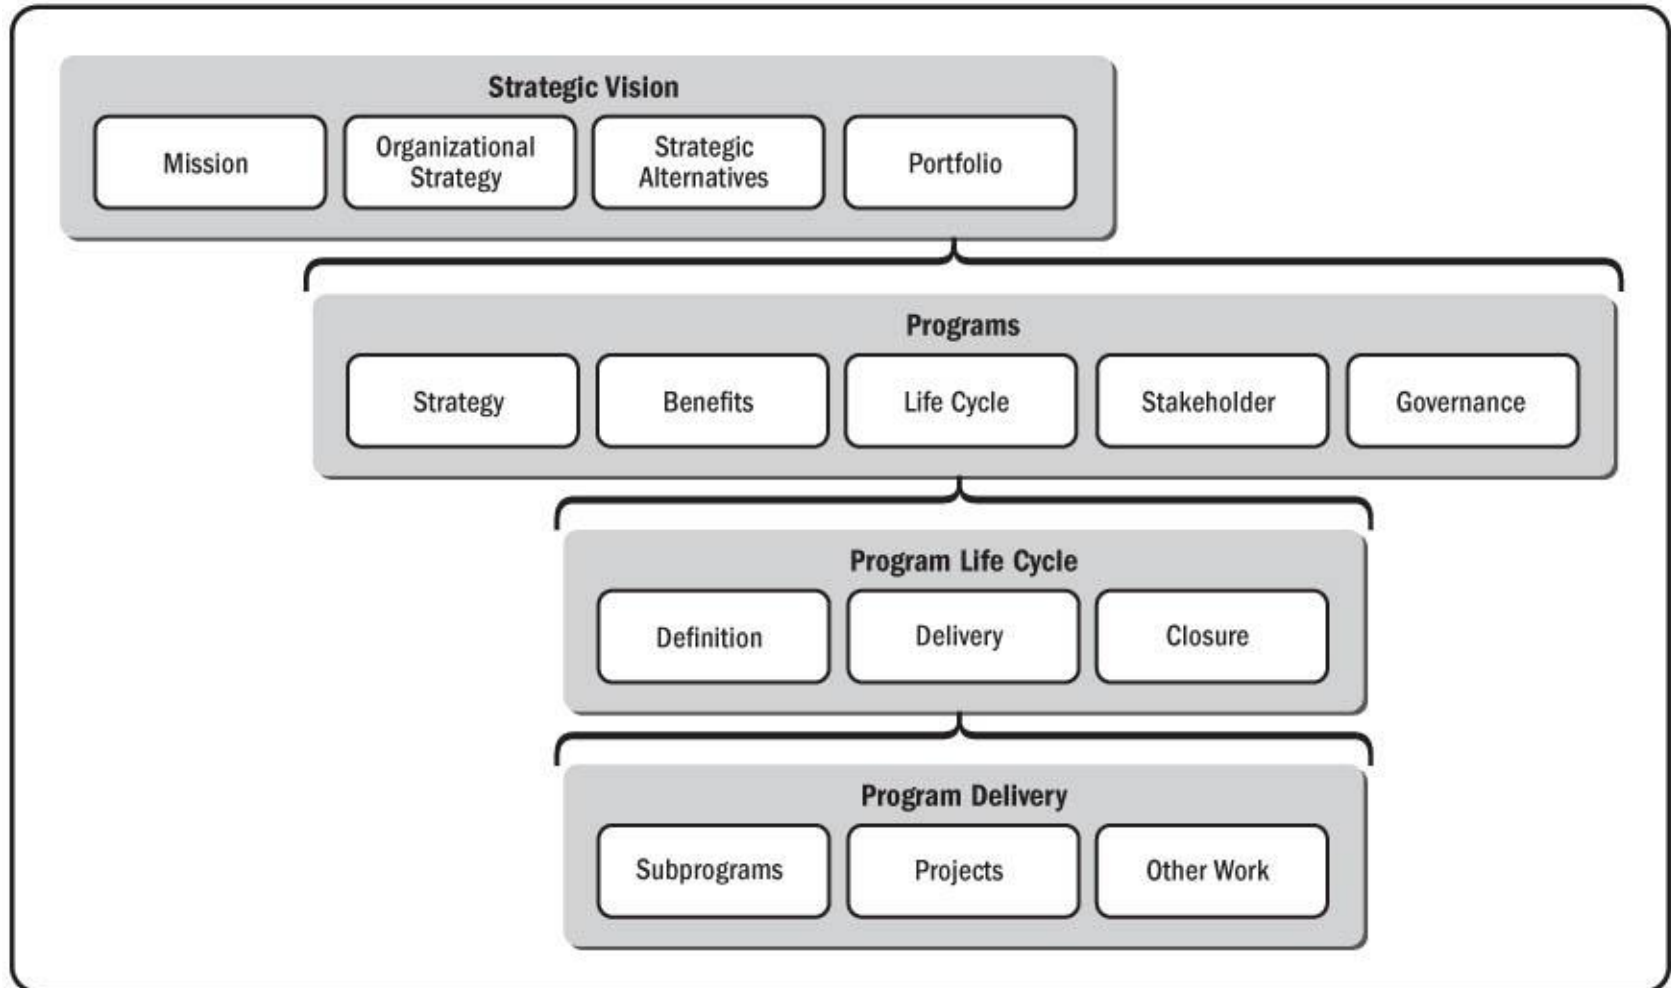 Strategic Vision
Mission
Organizational
Strategy
Strategic
Alternatives
Portfolio
Programs
Strategy
Benefits
Life Cycle
Stakeholder
Governance
Program Life Cycle
Definition
Delivery
Closure
Program Delivery
Subprograms
Projects
Other Work